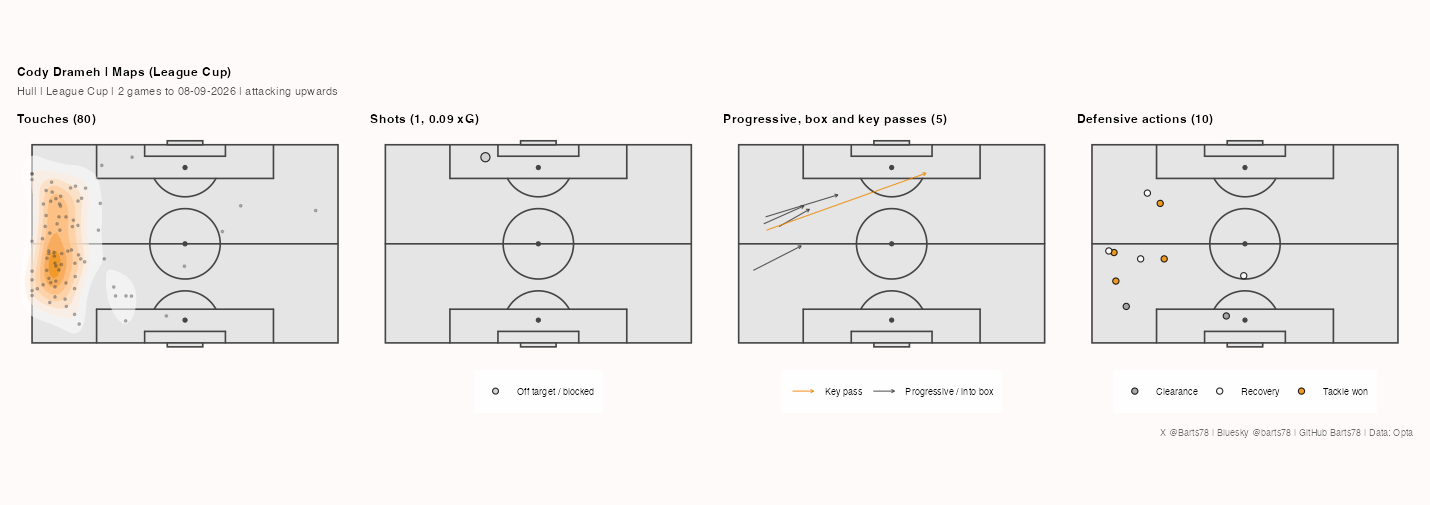 Cody Drameh | Maps (League Cup)
Hull | League Cup | 2 games to 08-09-2026 | attacking upwards
Touches (80)
Shots (1, 0.09 xG)
Progressive, box and key passes (5)
Defensive actions (10)
Off target / blocked
Key pass
Progressive / into box
Clearance
Recovery
Tackle won
X @Barts78 | Bluesky @barts78 | GitHub Barts78 | Data: Opta